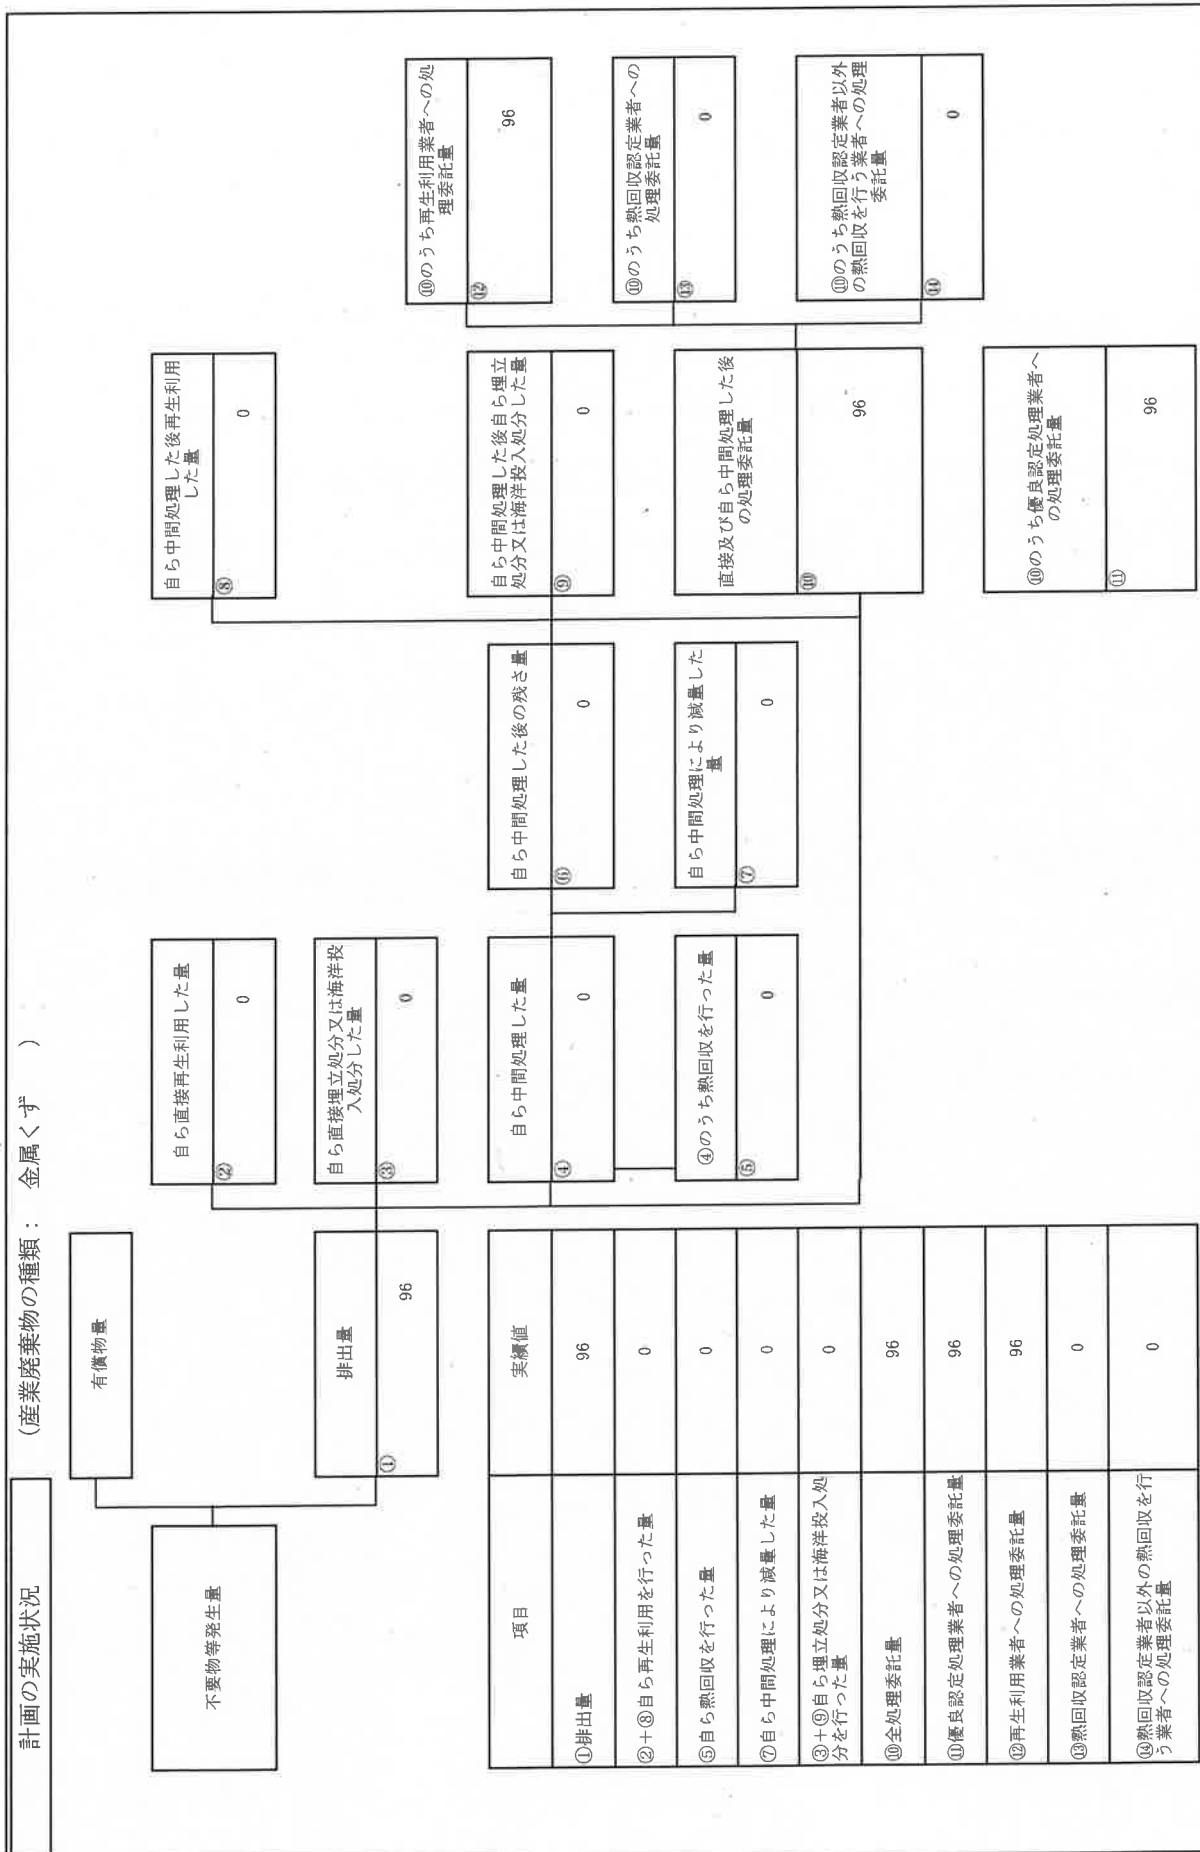 計画の実施状況
(産業廃棄物の種類： 金属くず )
不要物等発生量
有償物量
排出量
①
96
自ら直接再生利用した量
②
0
自ら直接埋立処分又は海洋投
入処分した量
③
0
自ら中間処理した量
④
0
④のうち熱回収を行った量
⑤
0
自ら中間処理した後の残さ量
⑥
0
自ら中間処理により減量した
量
⑦
0
自ら中間処理した後再生利用
した量
⑧
0
自ら中間処理した後自ら埋立
処分又は海洋投入処分した量
⑨
0
直接及び自ら中間処理した後
の処理委託量
⑩
96
⑩のうち優良認定処理業者へ
の処理委託量
⑪
96
⑩のうち再生利用業者への処
理委託量
⑫
96
⑩のうち熱回収認定業者への
処理委託量
⑬
0
⑩のうち熱回収認定業者以外
の熱回収を行う業者への処理
委託量
⑭
0
項目 実績値
①排出量 96
②＋⑧自ら再生利用を行った量 0
⑤自ら熱回収を行った量 0
⑦自ら中間処理により減量した量 0
③＋⑨自ら埋立処分又は海洋投入処
分を行った量 0
⑩全処理委託量 96
⑪優良認定処理業者への処理委託量 96
⑫再生利用業者への処理委託量 96
⑬熱回収認定業者への処理委託量 0
⑭熱回収認定業者以外の熱回収を行
う業者への処理委託量 0